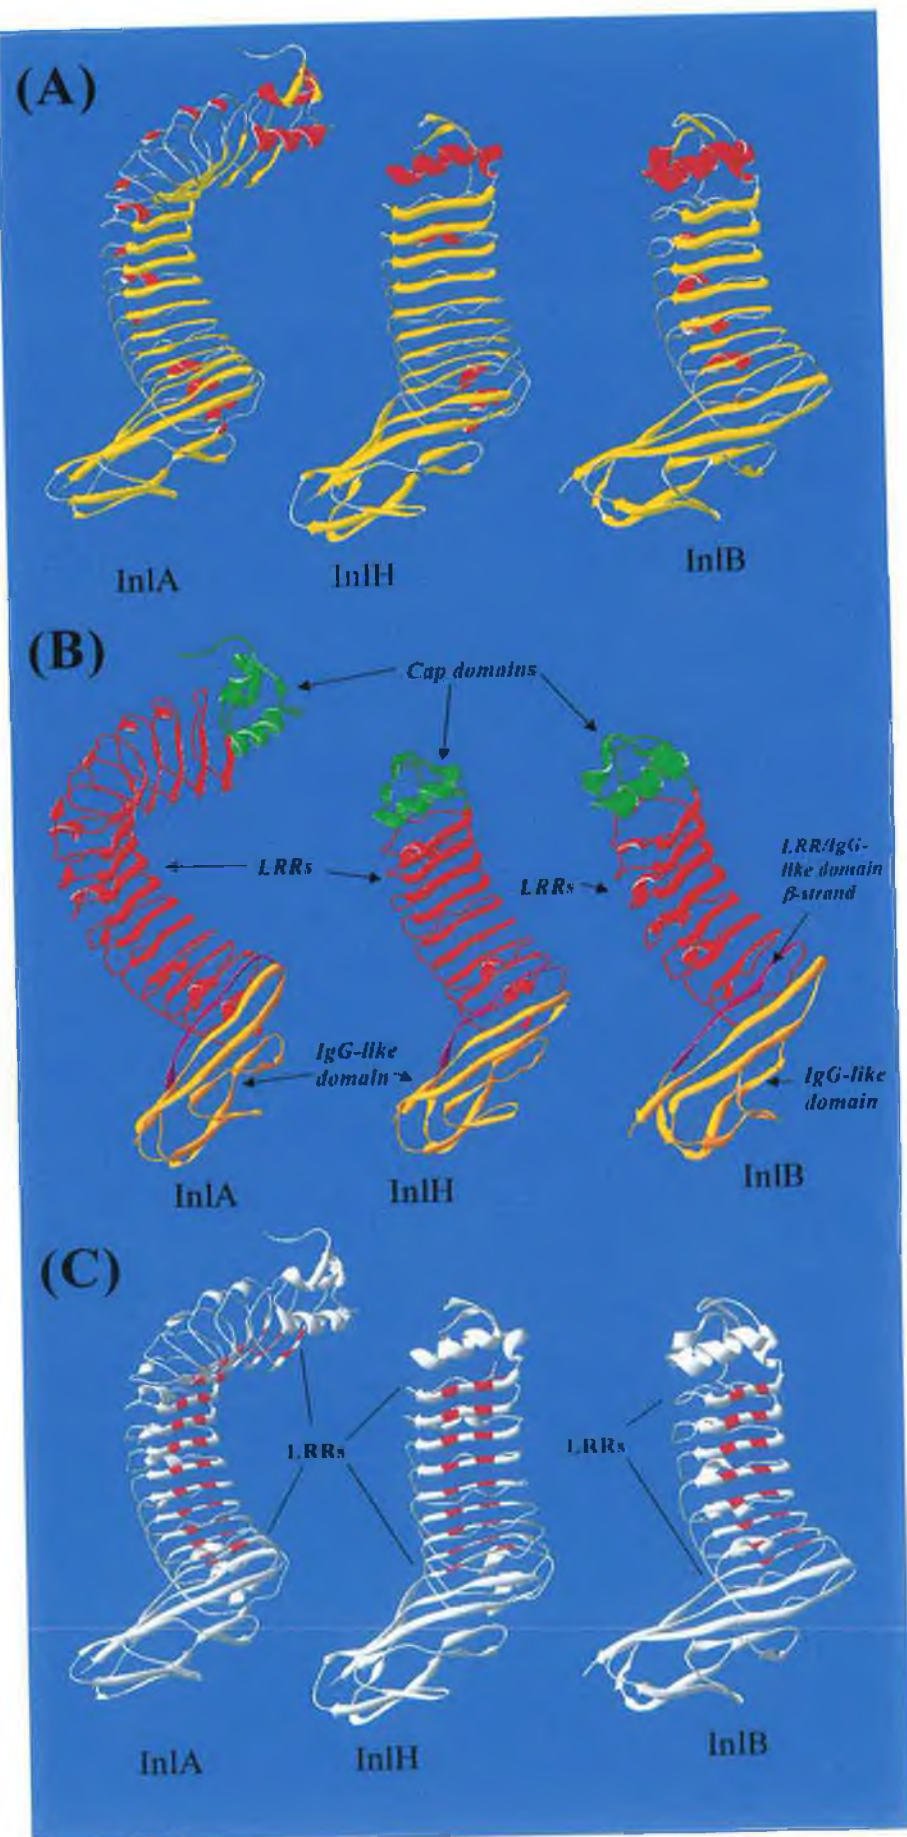 (A)
InlA
InlH
InlB
(B)
Cap domains
LRRs
LRRs
LRR/IgG-
like domain
β-strand
IgG-like
domain
IgG-like
domain
InlA
InlH
InlB
(C)
LRRs
LRRs
InlA
InlH
InlB